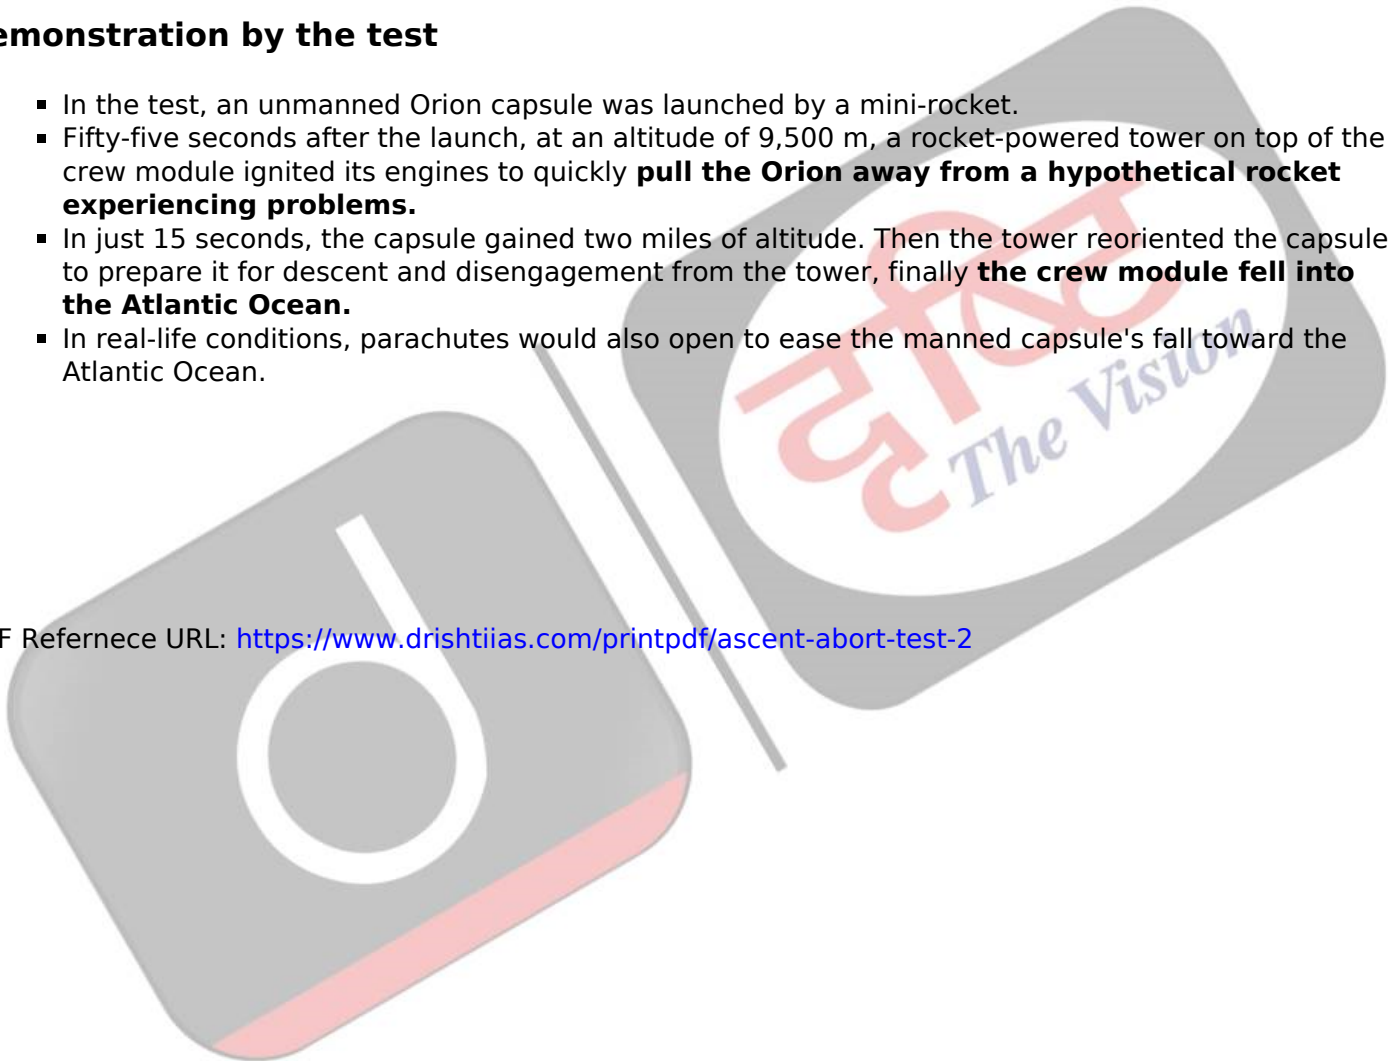 emonstration by the test
▪ In the test, an unmanned Orion capsule was launched by a mini-rocket.
▪ Fifty-five seconds after the launch, at an altitude of 9,500 m, a rocket-powered tower on top of the
crew module ignited its engines to quickly pull the Orion away from a hypothetical rocket
experiencing problems.
▪ In just 15 seconds, the capsule gained two miles of altitude. Then the tower reoriented the capsule
to prepare it for descent and disengagement from the tower, finally the crew module fell into
the Atlantic Ocean.
▪ In real-life conditions, parachutes would also open to ease the manned capsule's fall toward the
Atlantic Ocean.
दृष्टि
The Vision
F Refernece URL: https://www.drishtiias.com/printpdf/ascent-abort-test-2
d